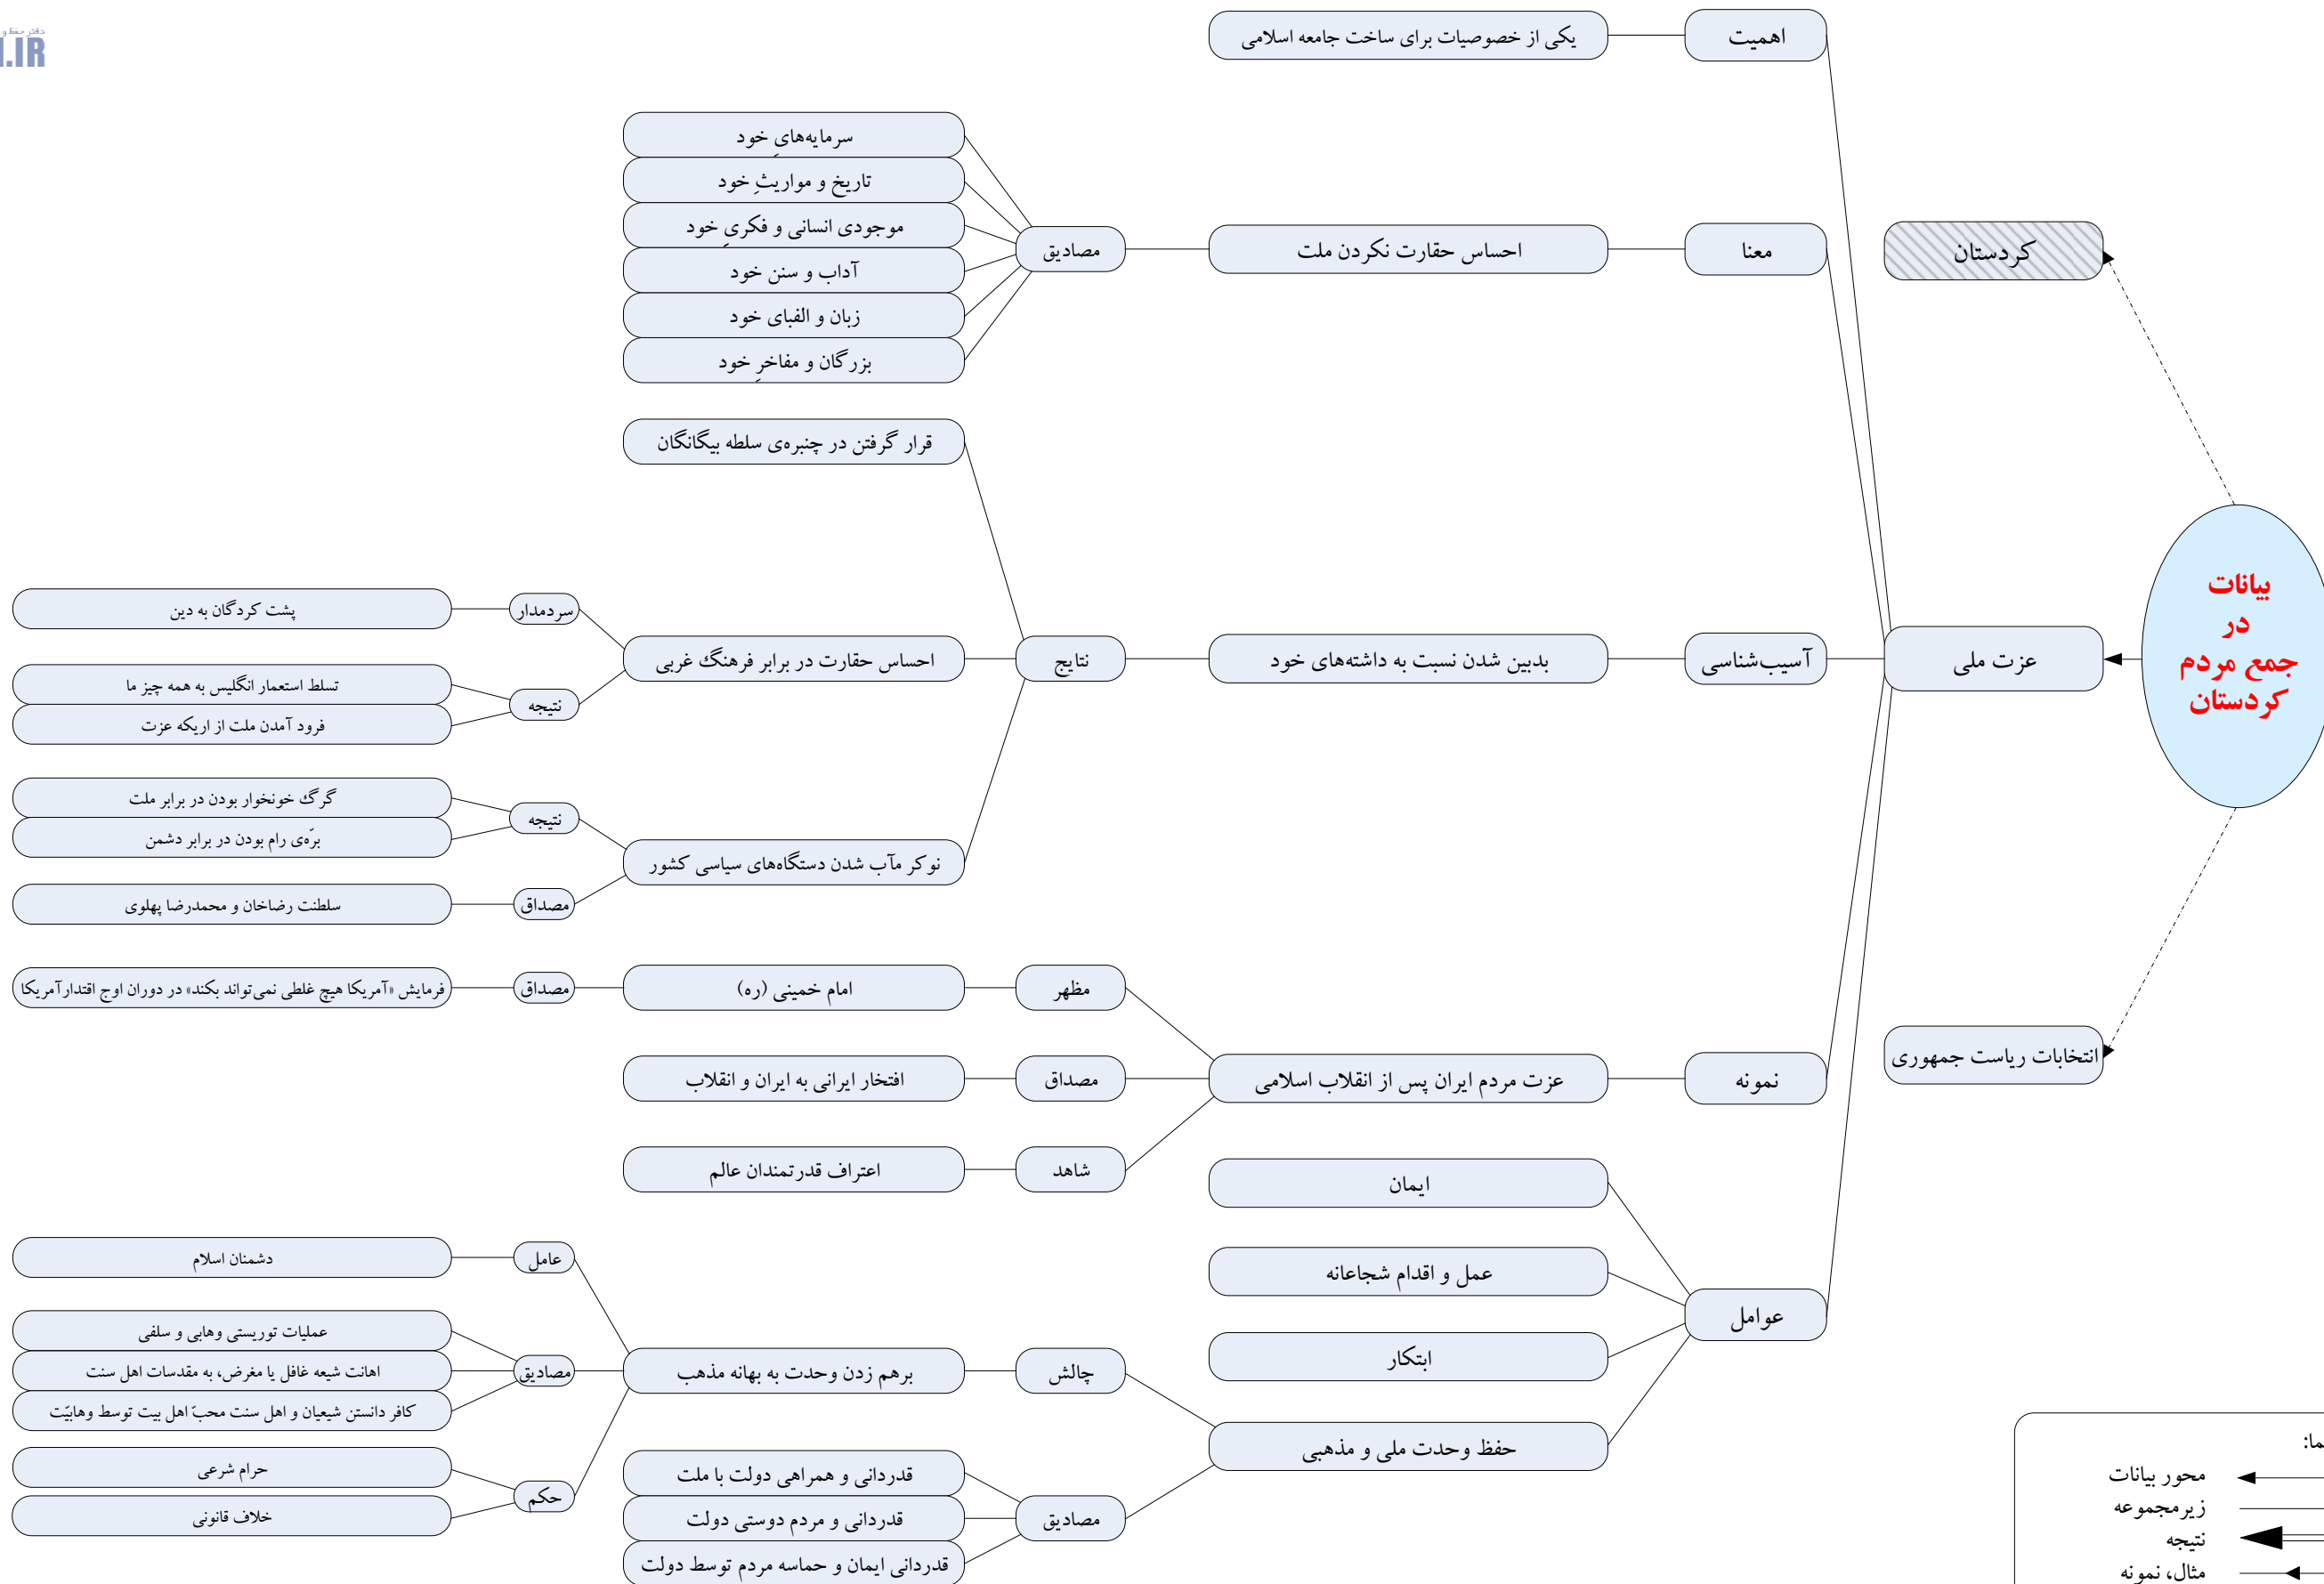 دفتر حفظ و
.IR
بیانات
در
جمع مردم
کردستان
کردستان
عزت ملی
انتخابات ریاست جمهوری
اهمیت
یکی از خصوصیات برای ساخت جامعه اسلامی
معنا
احساس حقارت نکردن ملت
مصادیق
سرمایه‌هایِ خود
تاریخ و مواریثِ خود
موجودی انسانی و فکریِ خود
آداب و سنن خود
زبان و الفبای خود
بزرگان و مفاخرِ خود
آسیب‌شناسی
بدبین شدن نسبت به داشته‌های خود
نتایج
قرار گرفتن در چنبره‌ی سلطه بیگانگان
احساس حقارت در برابر فرهنگ غربی
سردمدار
پشت کردگان به دین
نتیجه
تسلط استعمار انگلیس به همه چیز ما
فرود آمدن ملت از اریکه عزت
نوکر مآب شدن دستگاه‌های سیاسی کشور
نتیجه
گرگ خونخوار بودن در برابر ملت
برّه‌ی رام بودن در برابر دشمن
مصداق
سلطنت رضاخان و محمدرضا پهلوی
نمونه
عزت مردم ایران پس از انقلاب اسلامی
مظهر
امام خمینی (ره)
مصداق
فرمایش «آمریکا هیچ غلطی نمی‌تواند بکند» در دوران اوج اقتدارآمریکا
مصداق
افتخار ایرانی به ایران و انقلاب
شاهد
اعتراف قدرتمندان عالم
عوامل
ایمان
عمل و اقدام شجاعانه
ابتکار
حفظ وحدت ملی و مذهبی
چالش
برهم زدن وحدت به بهانه مذهب
عامل
دشمنان اسلام
مصادیق
عملیات توریستی وهابی و سلفی
اهانت شیعه غافل یا مغرض، به مقدسات اهل سنت
کافر دانستن شیعیان و اهل سنت محبّ اهل بیت توسط وهابیّت
حکم
حرام شرعی
خلاف قانونی
مصادیق
قدردانی و همراهی دولت با ملت
قدردانی و مردم دوستی دولت
قدردانی ایمان و حماسه مردم توسط دولت
ما:
محور بیانات
زیرمجموعه
نتیجه
مثال، نمونه